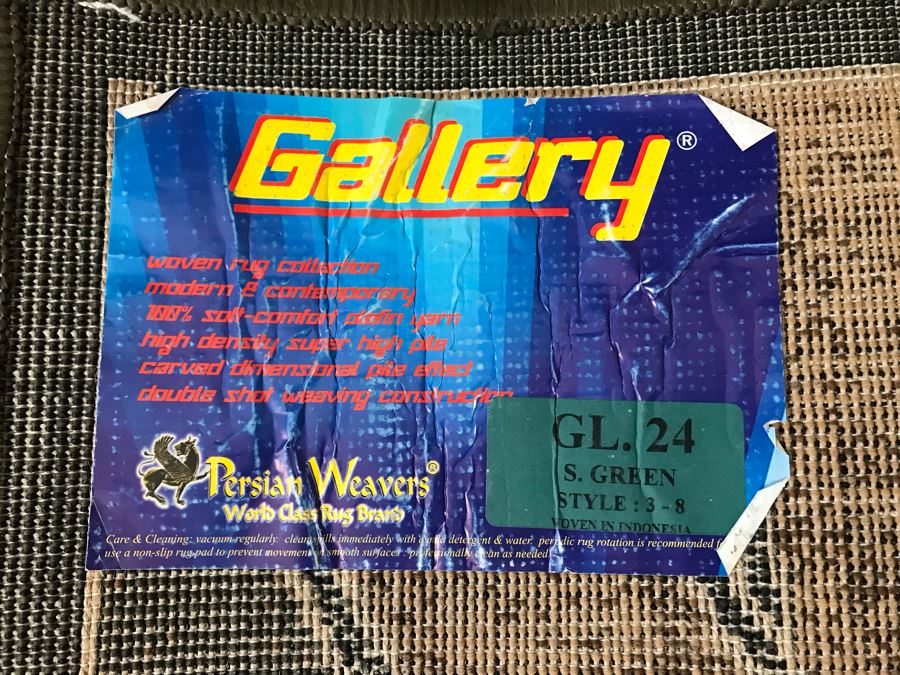 Gallery®
woven rug collection
modern & contemporary
100% soft-comfort olefin yarn
high density super high pile
carved dimensional pile effect
double shot weaving construction
Persian Weavers®
World Class Rug Brand
GL. 24
S. GREEN
STYLE : 3 - 8
WOVEN IN INDONESIA
Care & Cleaning: vacuum regularly. clean spills immediately with a mild detergent & water. periodic rug rotation is recommended
use a non-slip rug pad to prevent movement on smooth surfaces. professionally clean as needed.